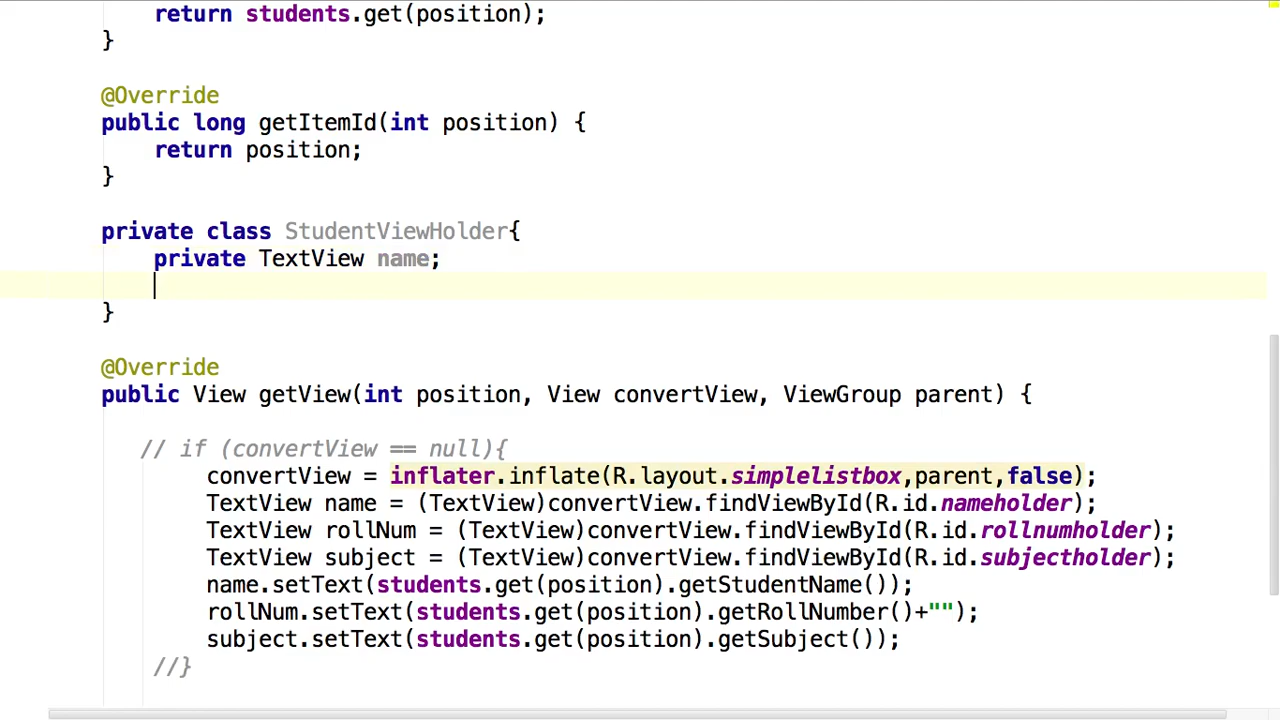 return students.get(position);
}
@Override
public long getItemId(int position) {
return position;
}
private class StudentViewHolder{
private TextView name;
}
@Override
public View getView(int position, View convertView, ViewGroup parent) {
// if (convertView == null){
convertView = inflater.inflate(R.layout.simplelistbox,parent,false);
TextView name = (TextView)convertView.findViewById(R.id.nameholder);
TextView rollNum = (TextView)convertView.findViewById(R.id.rollnumholder);
TextView subject = (TextView)convertView.findViewById(R.id.subjectholder);
name.setText(students.get(position).getStudentName());
rollNum.setText(students.get(position).getRollNumber()+"");
subject.setText(students.get(position).getSubject());
//}